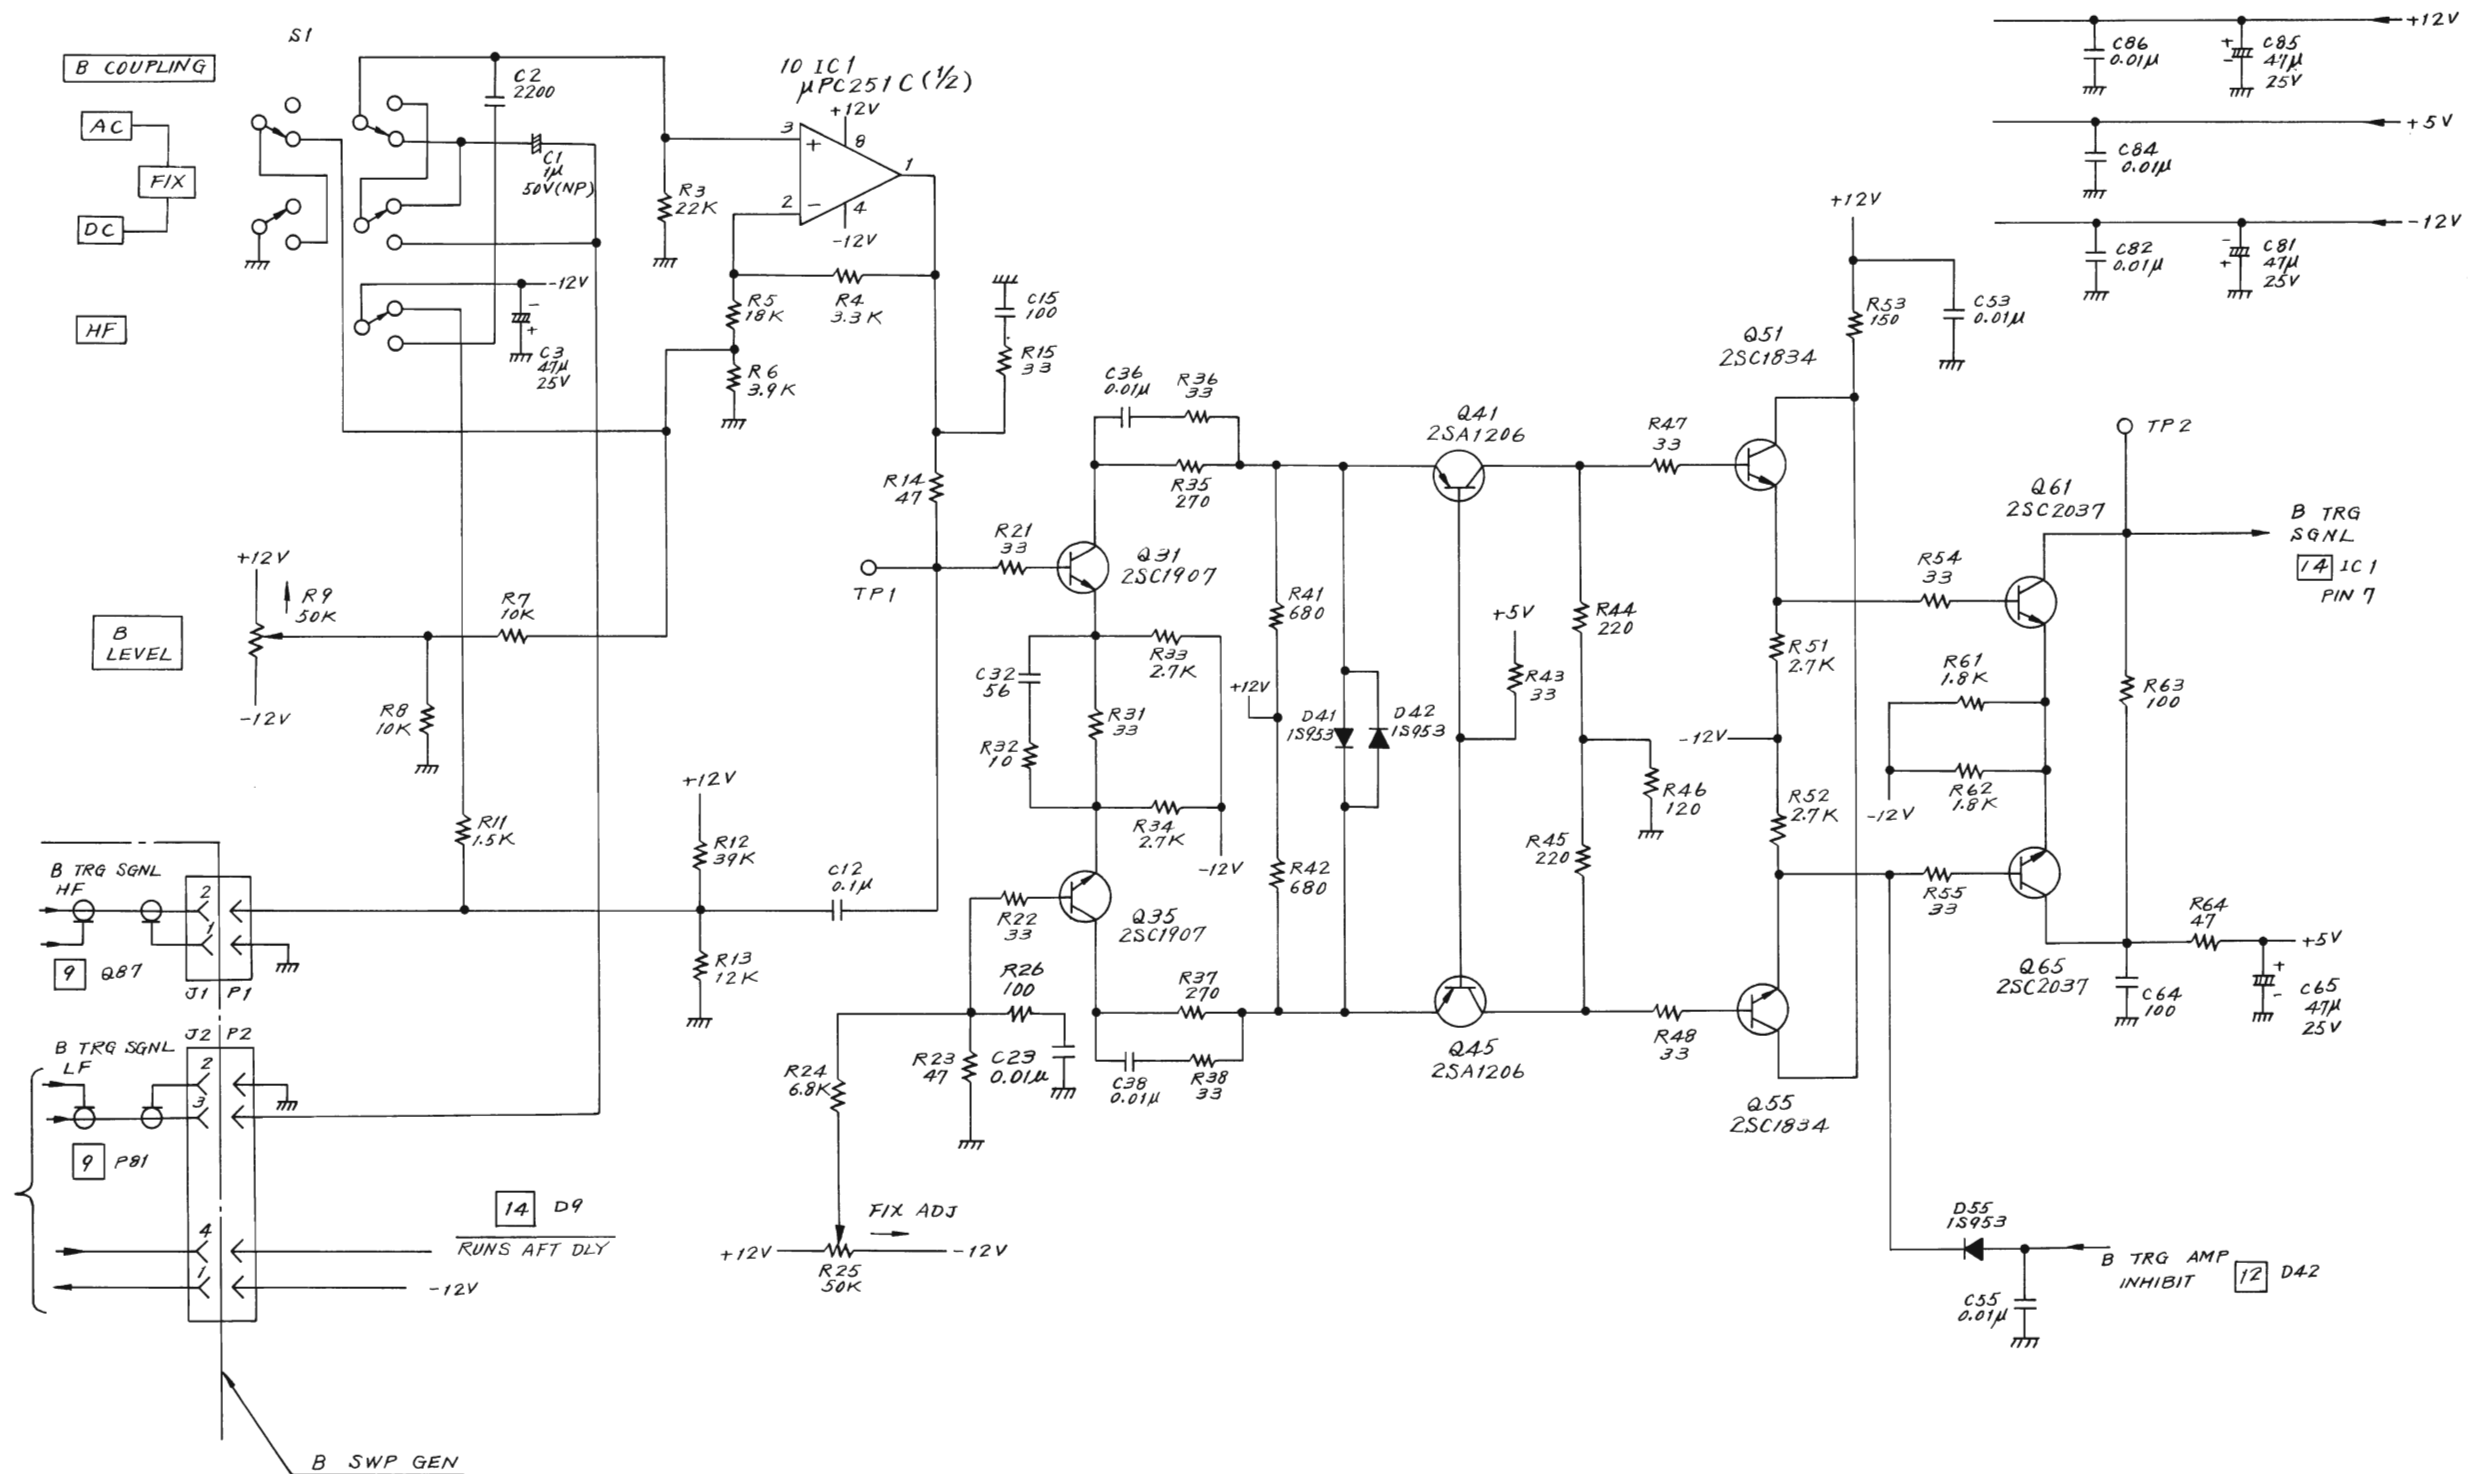 S1
B COUPLING
AC
FIX
DC
HF
C2
2200
C1
1μ
50V(NP)
-12V
-
+
C3
47μ
25V
10 IC1
μPC251C (1/2)
+12V
3
+
8
1
2
-
4
-12V
R3
22K
R5
18K
R4
3.3K
R6
3.9K
C15
100
R15
33
+12V
C86
0.01μ
+
-
C85
47μ
25V
+5V
C84
0.01μ
-12V
C82
0.01μ
-
+
C81
47μ
25V
+12V
R53
150
C53
0.01μ
Q51
2SC1834
C36
0.01μ
R36
33
R35
270
Q41
2SA1206
R47
33
R14
47
R21
33
TP1
Q31
2SC1907
TP2
Q61
2SC2037
B TRG
SGNL
14 IC1
PIN 7
R54
33
+12V
R9
50K
B
LEVEL
-12V
R7
10K
R8
10K
C32
56
R32
10
R33
2.7K
R31
33
R34
2.7K
-12V
R41
680
+12V
R42
680
D41
1S953
D42
1S953
+5V
R43
33
R44
220
R45
220
R46
120
R51
2.7K
-12V
R52
2.7K
R61
1.8K
R62
1.8K
-12V
R63
100
R11
1.5K
+12V
R12
39K
R13
12K
C12
0.1μ
B TRG SGNL
HF
2
1
9 Q87
J1 P1
R22
33
Q35
2SC1907
R26
100
R23
47
C23
0.01μ
R24
6.8K
R37
270
C38
0.01μ
R38
33
Q45
2SA1206
R48
33
Q55
2SC1834
R55
33
Q65
2SC2037
R64
47
+5V
C64
100
+
-
C65
47μ
25V
J2 P2
B TRG SGNL
LF
2
3
9 P81
4
1
14 D9
RUNS AFT DLY
-12V
FIX ADJ
+12V
-12V
R25
50K
D55
1S953
B TRG AMP
INHIBIT 12 D42
C55
0.01μ
B SWP GEN